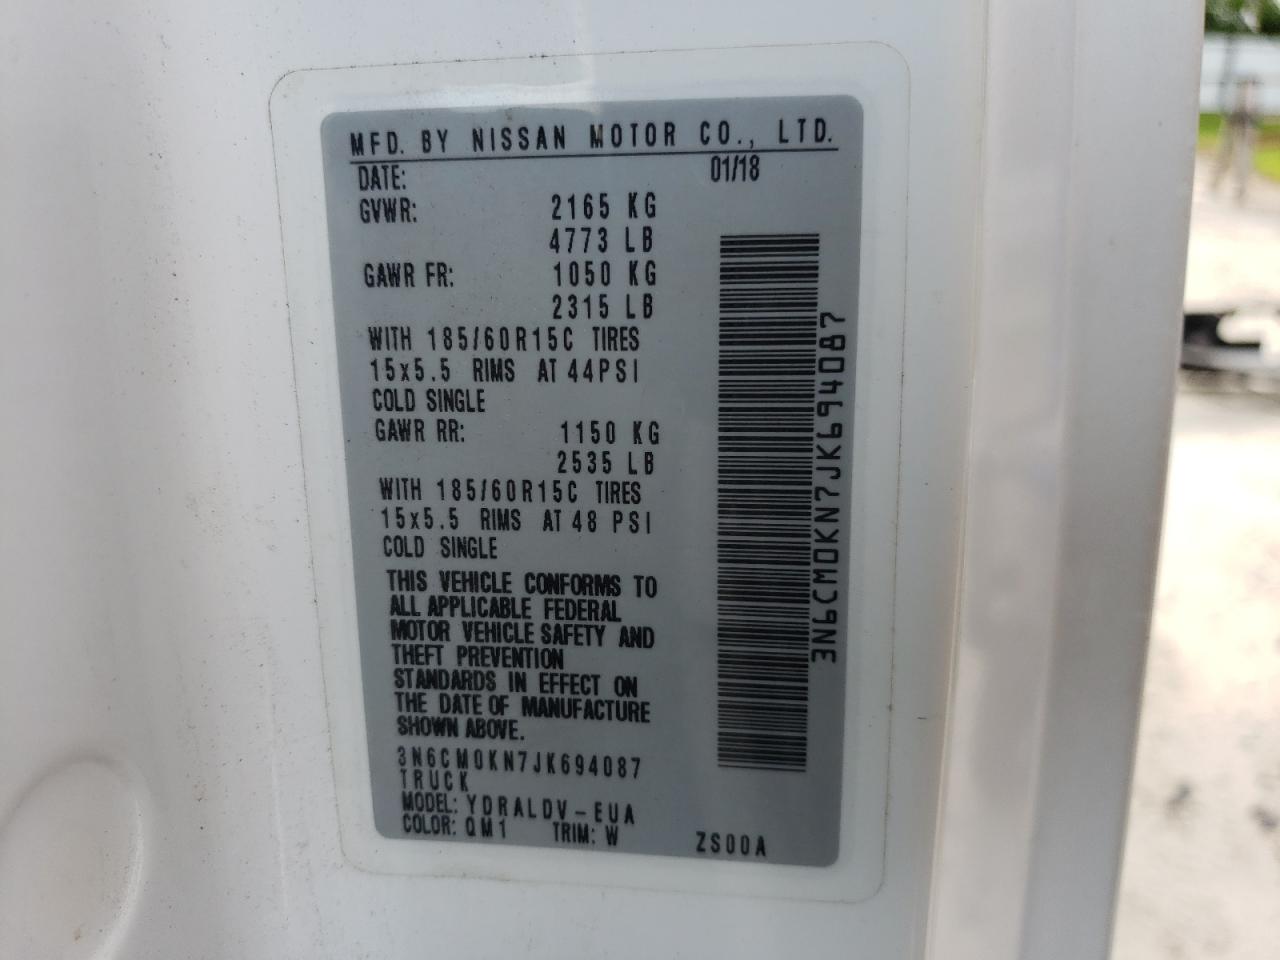 MFD. BY NISSAN MOTOR CO., LTD.
DATE: 01/18
GVWR: 2165 KG
4773 LB
GAWR FR: 1050 KG
2315 LB
WITH 185/60R15C TIRES
15x5.5 RIMS AT 44PSI
COLD SINGLE
GAWR RR: 1150 KG
2535 LB
WITH 185/60R15C TIRES
15x5.5 RIMS AT 48 PSI
COLD SINGLE
THIS VEHICLE CONFORMS TO
ALL APPLICABLE FEDERAL
MOTOR VEHICLE SAFETY AND
THEFT PREVENTION
STANDARDS IN EFFECT ON
THE DATE OF MANUFACTURE
SHOWN ABOVE.
3N6CM0KN7JK694087
TRUCK
MODEL: YDRALDV-EUA
COLOR: QM1 TRIM: W ZS00A
3N6CM0KN7JK694087